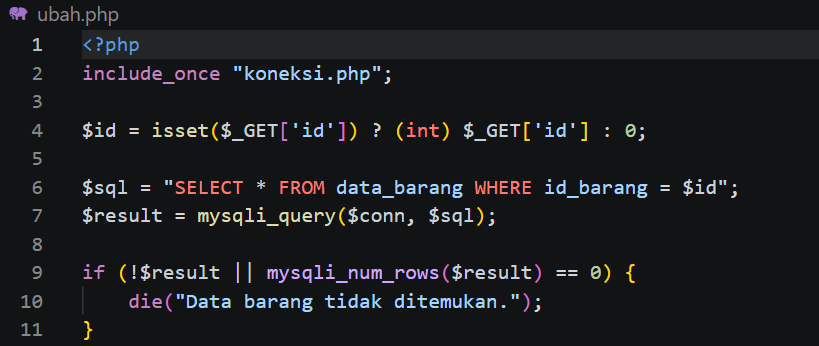 ubah.php
1 <?php
2 include_once "koneksi.php";
3
4 $id = isset($_GET['id']) ? (int) $_GET['id'] : 0;
5
6 $sql = "SELECT * FROM data_barang WHERE id_barang = $id";
7 $result = mysqli_query($conn, $sql);
8
9 if (!$result || mysqli_num_rows($result) == 0) {
10     die("Data barang tidak ditemukan.");
11 }